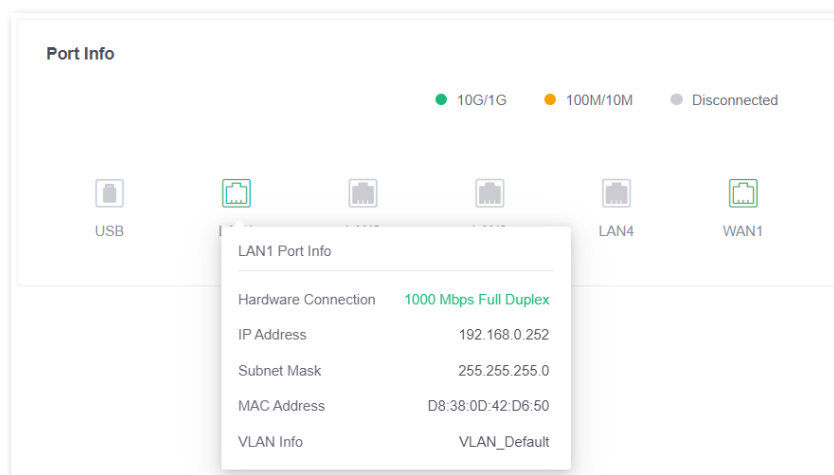 Port Info
10G/1G 100M/10M Disconnected
USB LAN4 WAN1
LAN1 Port Info
Hardware Connection 1000 Mbps Full Duplex
IP Address 192.168.0.252
Subnet Mask 255.255.255.0
MAC Address D8:38:0D:42:D6:50
VLAN Info VLAN_Default